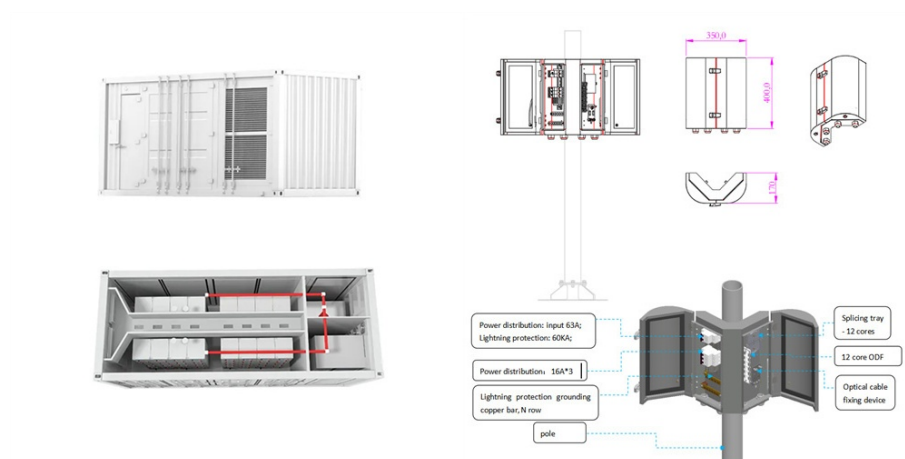 350,0
400,0
170
Power distribution: input 63A;
Lightning protection: 60KA;
Power distribution: 16A*3
Lightning protection grounding
copper bar, N row
pole
Splicing tray
- 12 cores
12 core ODF
Optical cable
fixing device